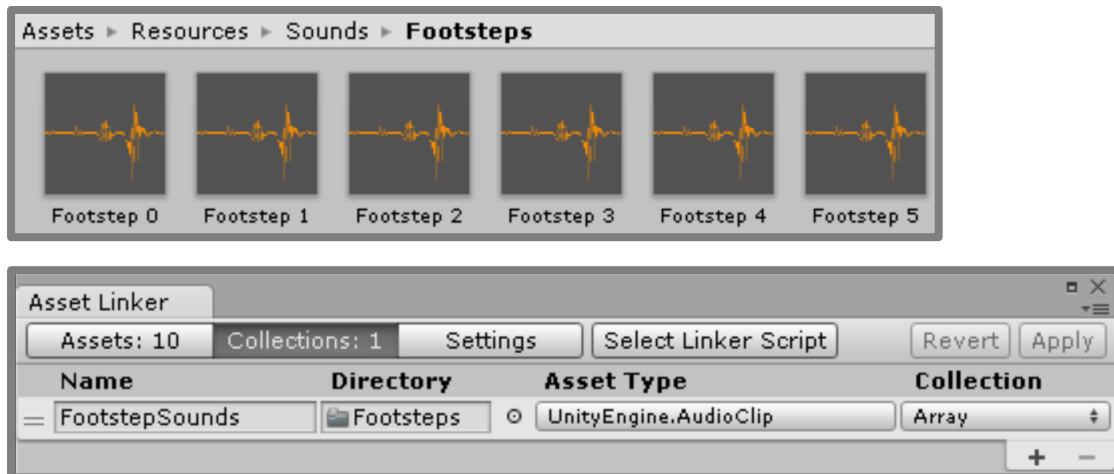 Assets ▸ Resources ▸ Sounds ▸ Footsteps
Footstep 0 Footstep 1 Footstep 2 Footstep 3 Footstep 4 Footstep 5
Asset Linker
Assets: 10 Collections: 1 Settings Select Linker Script Revert Apply
Name Directory Asset Type Collection
FootstepSounds Footsteps UnityEngine.AudioClip Array